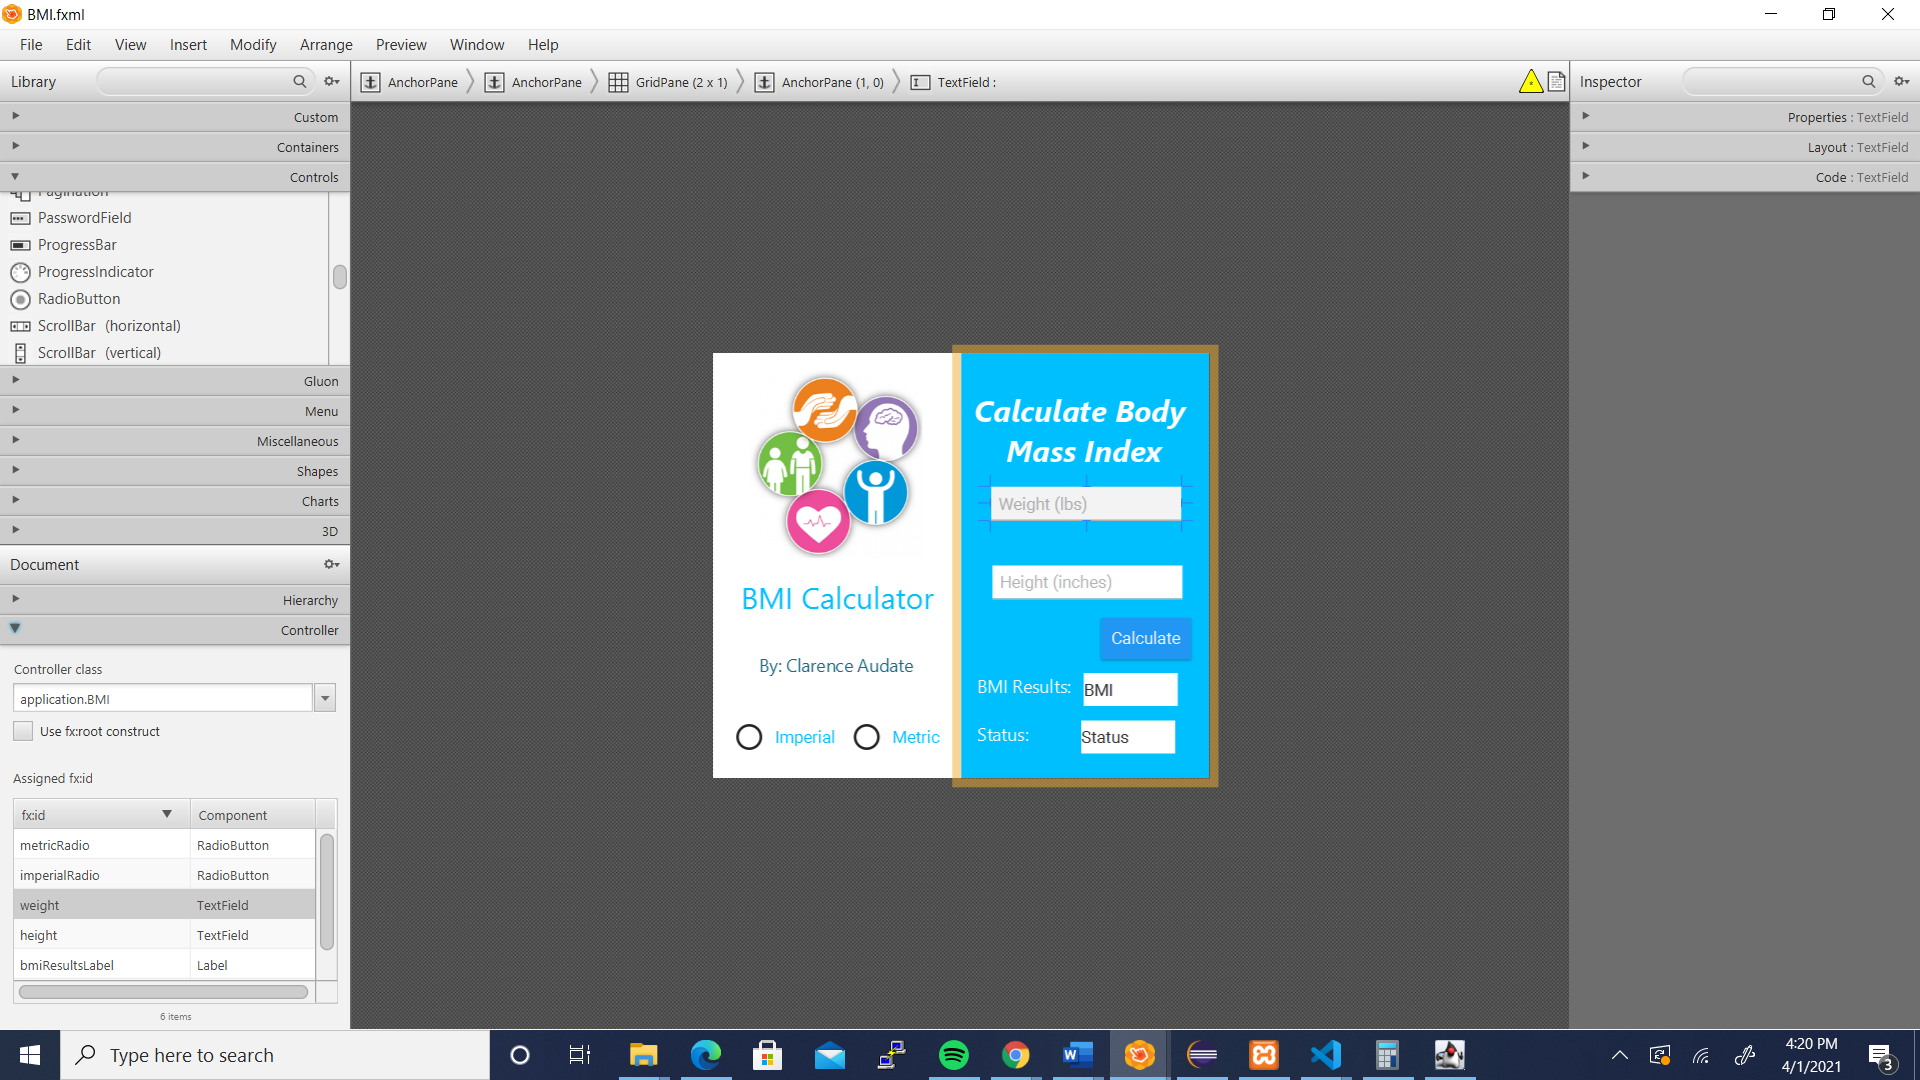 BMI.fxml
File Edit View Insert Modify Arrange Preview Window Help
Library
AnchorPane AnchorPane GridPane (2 x 1) AnchorPane (1, 0) TextField :
Inspector
Custom
Containers
Controls
Pagination
PasswordField
ProgressBar
ProgressIndicator
RadioButton
ScrollBar (horizontal)
ScrollBar (vertical)
Gluon
Menu
Miscellaneous
Shapes
Charts
3D
Document
Hierarchy
Controller
Controller class
application.BMI
Use fx:root construct
Assigned fx:id
fx:id Component
metricRadio RadioButton
imperialRadio RadioButton
weight TextField
height TextField
bmiResultsLabel Label
6 items
BMI Calculator
By: Clarence Audate
Imperial Metric
Calculate Body
Mass Index
Weight (lbs)
Height (inches)
Calculate
BMI Results: BMI
Status: Status
Properties : TextField
Layout : TextField
Code : TextField
Type here to search
4:20 PM
4/1/2021
3